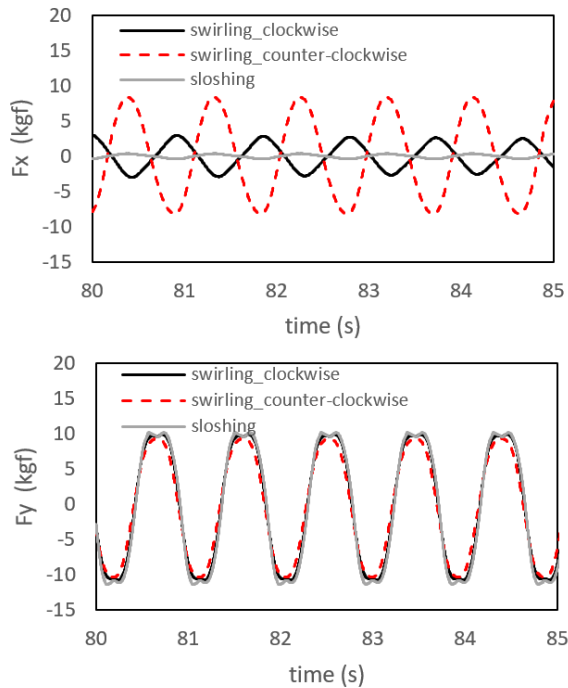 20
15
10
5
0
-5
-10
-15
Fx (kgf)
swirling_clockwise
swirling_counter-clockwise
sloshing
80 81 82 83 84 85
time (s)
20
15
10
5
0
-5
-10
-15
Fy (kgf)
swirling_clockwise
swirling_counter-clockwise
sloshing
80 81 82 83 84 85
time (s)